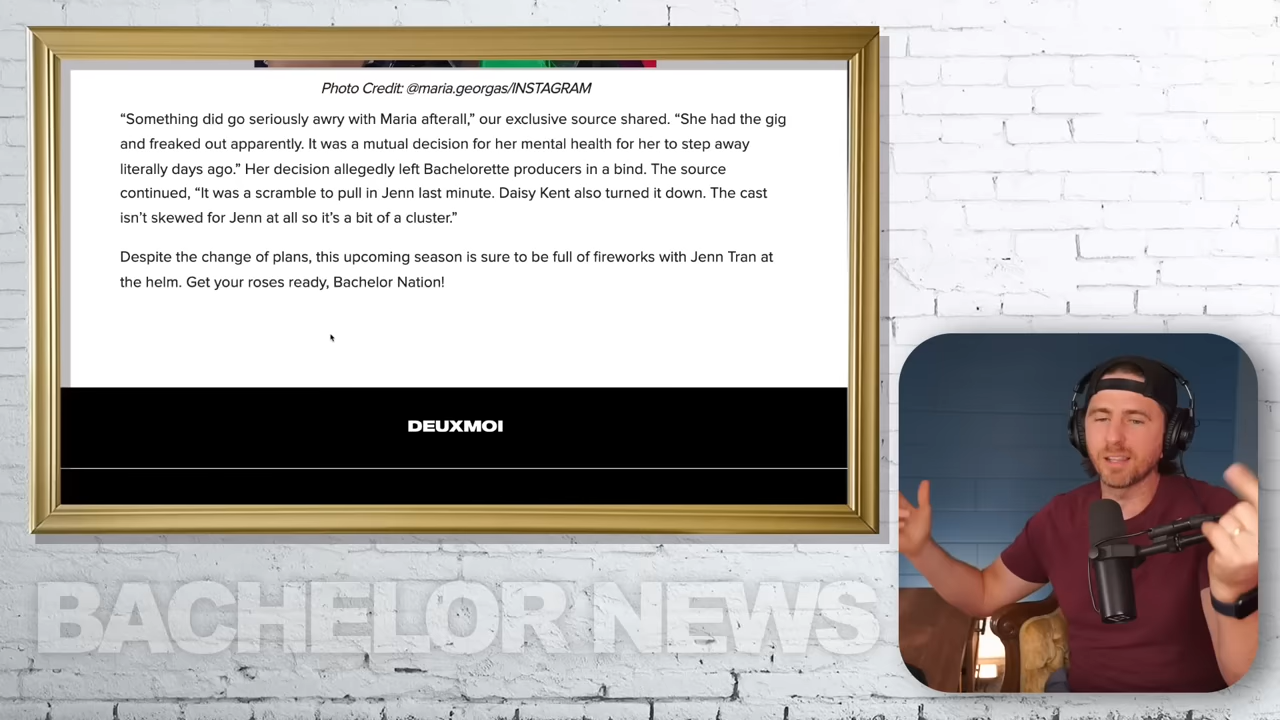 Photo Credit: @maria.georgas/INSTAGRAM
“Something did go seriously awry with Maria afterall,” our exclusive source shared. “She had the gig
and freaked out apparently. It was a mutual decision for her mental health for her to step away
literally days ago.” Her decision allegedly left Bachelorette producers in a bind. The source
continued, “It was a scramble to pull in Jenn last minute. Daisy Kent also turned it down. The cast
isn’t skewed for Jenn at all so it’s a bit of a cluster.”
Despite the change of plans, this upcoming season is sure to be full of fireworks with Jenn Tran at
the helm. Get your roses ready, Bachelor Nation!
DEUXMOI
BACHELOR NEWS